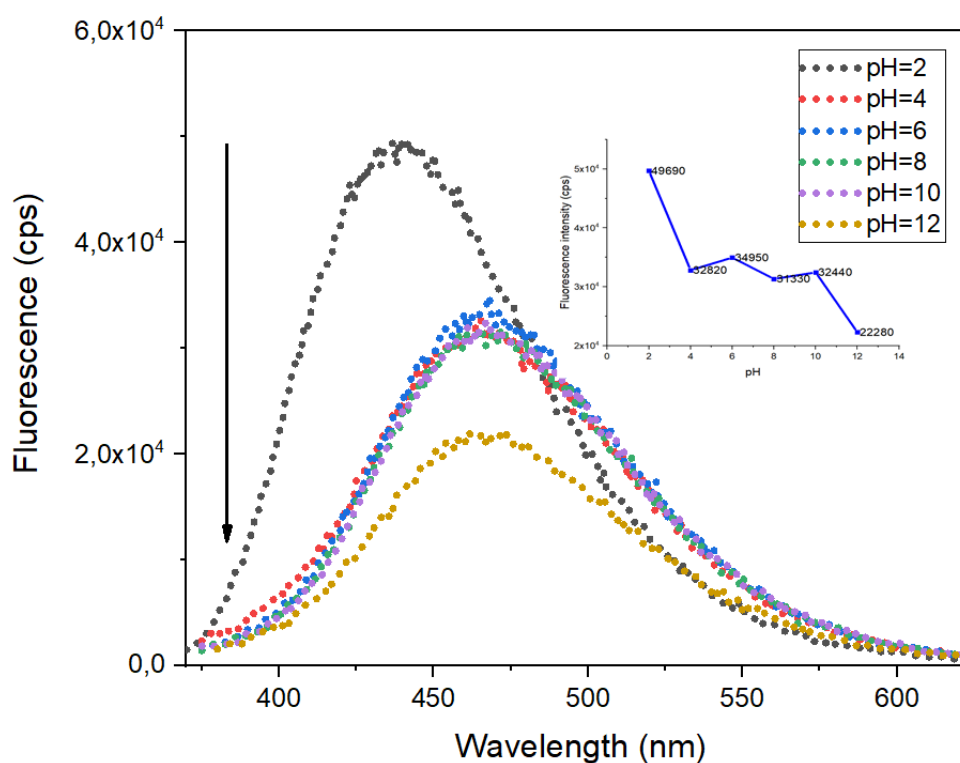 6,0x10⁴
4,0x10⁴
2,0x10⁴
0,0
Fluorescence (cps)
400 450 500 550 600
Wavelength (nm)
pH=2
pH=4
pH=6
pH=8
pH=10
pH=12
5x10⁴
4x10⁴
3x10⁴
2x10⁴
Fluorescence intensity (cps)
49690
32820
34950
31330
32440
22280
0 2 4 6 8 10 12 14
pH